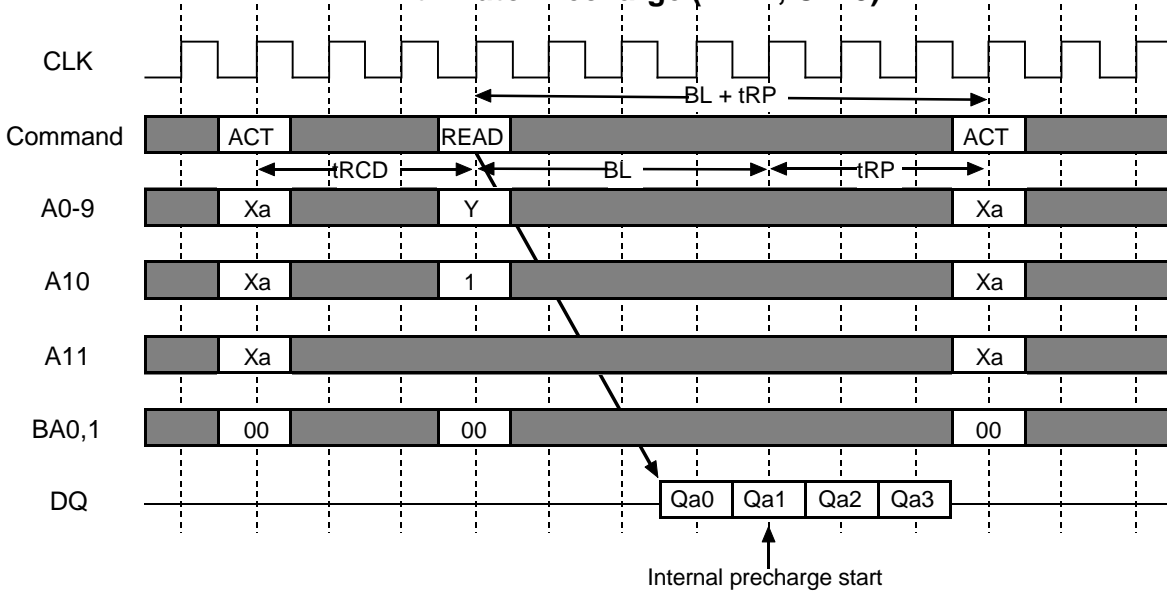 CLK
BL + tRP
Command ACT READ ACT
tRCD BL tRP
A0-9 Xa Y Xa
A10 Xa 1 Xa
A11 Xa Xa
BA0,1 00 00 00
DQ Qa0 Qa1 Qa2 Qa3
Internal precharge start